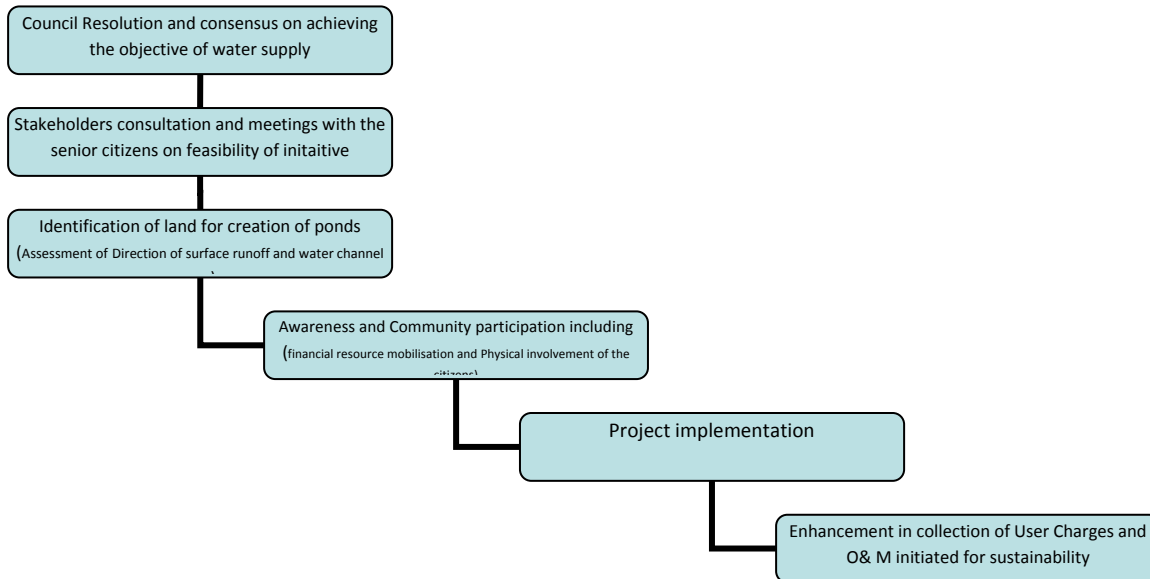 Council Resolution and consensus on achieving
the objective of water supply
Stakeholders consultation and meetings with the
senior citizens on feasibility of initaitive
Identification of land for creation of ponds
(Assessment of Direction of surface runoff and water channel
)
Awareness and Community participation including
(financial resource mobilisation and Physical involvement of the
citizens)
Project implementation
Enhancement in collection of User Charges and
O& M initiated for sustainability